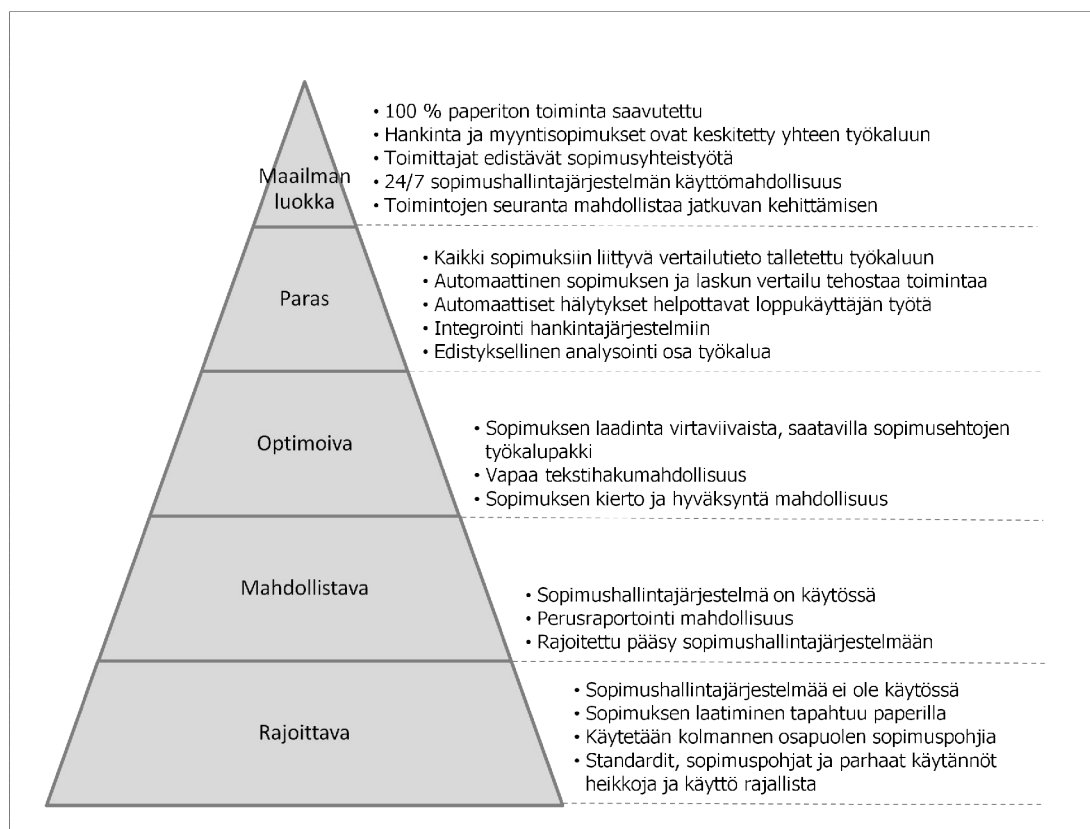 • 100 % paperiton toiminta saavutettu
• Hankinta ja myyntisopimukset ovat keskitetty yhteen työkaluun
• Toimittajat edistävät sopimusyhteistyötä
• 24/7 sopimushallintajärjestelmän käyttömahdollisuus
• Toimintojen seuranta mahdollistaa jatkuvan kehittämisen
Maailman
luokka
• Kaikki sopimuksiin liittyvä vertailutieto talletettu työkaluun
• Automaattinen sopimuksen ja laskun vertailu tehostaa toimintaa
• Automaattiset hälytykset helpottavat loppukäyttäjän työtä
• Integrointi hankintajärjestelmiin
• Edistyksellinen analysointi osa työkalua
Paras
• Sopimuksen laadinta virtaviivaista, saatavilla sopimusehtojen
työkalupakki
• Vapaa tekstihakumahdollisuus
• Sopimuksen kierto ja hyväksyntä mahdollisuus
Optimoiva
• Sopimushallintajärjestelmä on käytössä
• Perusraportointi mahdollisuus
• Rajoitettu pääsy sopimushallintajärjestelmään
Mahdollistava
• Sopimushallintajärjestelmää ei ole käytössä
• Sopimuksen laatiminen tapahtuu paperilla
• Käytetään kolmannen osapuolen sopimuspohjia
• Standardit, sopimuspohjat ja parhaat käytännöt
heikkoja ja käyttö rajallista
Rajoittava